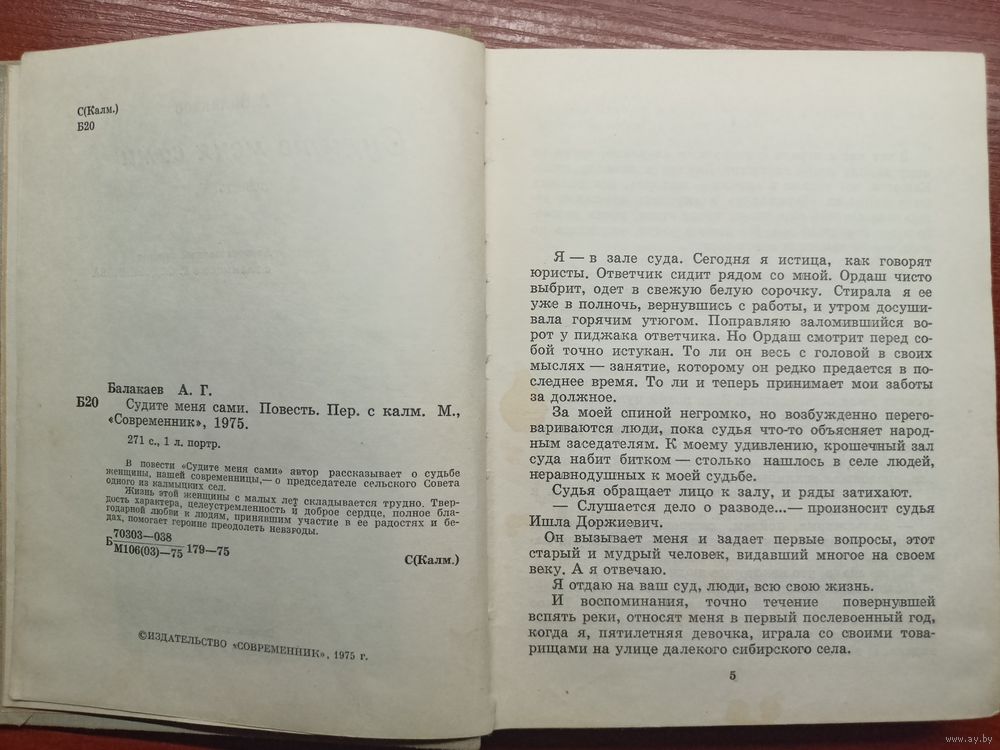 С(Калм.)
Б20
Балакаев А. Г.
Б20 Судите меня сами. Повесть. Пер. с калм. М.,
«Современник», 1975.
271 с., 1 л. портр.
В повести «Судите меня сами» автор рассказывает о судьбе
женщины, нашей современницы,— о председателе сельского Совета
одного из калмыцких сел.
Жизнь этой женщины с малых лет складывается трудно. Твер-
дость характера, целеустремленность и доброе сердце, полное бла-
годарной любви к людям, принявшим участие в ее радостях и бе-
дах, помогает героине преодолеть невзгоды.
Б 70303—038
М106(03)—75 179—75
С(Калм.)
©ИЗДАТЕЛЬСТВО «СОВРЕМЕННИК», 1975 г.
Я — в зале суда. Сегодня я истица, как говорят
юристы. Ответчик сидит рядом со мной. Ордаш чисто
выбрит, одет в свежую белую сорочку. Стирала я ее
уже в полночь, вернувшись с работы, и утром досуши-
вала горячим утюгом. Поправляю заломившийся во-
рот у пиджака ответчика. Но Ордаш смотрит перед со-
бой точно истукан. То ли он весь с головой в своих
мыслях — занятие, которому он редко предается в по-
следнее время. То ли и теперь принимает мои заботы
за должное.
За моей спиной негромко, но возбужденно перего-
вариваются люди, пока судья что-то объясняет народ-
ным заседателям. К моему удивлению, крошечный зал
суда набит битком — столько нашлось в селе людей,
неравнодушных к моей судьбе.
Судья обращает лицо к залу, и ряды затихают.
— Слушается дело о разводе...— произносит судья
Ишла Доржиевич.
Он вызывает меня и задает первые вопросы, этот
старый и мудрый человек, видавший многое на своем
веку. А я отвечаю.
Я отдаю на ваш суд, люди, всю свою жизнь.
И воспоминания, точно течение повернувшей
вспять реки, относят меня в первый послевоенный год,
когда я, пятилетняя девочка, играла со своими това-
рищами на улице далекого сибирского села.
5
www.ay.by